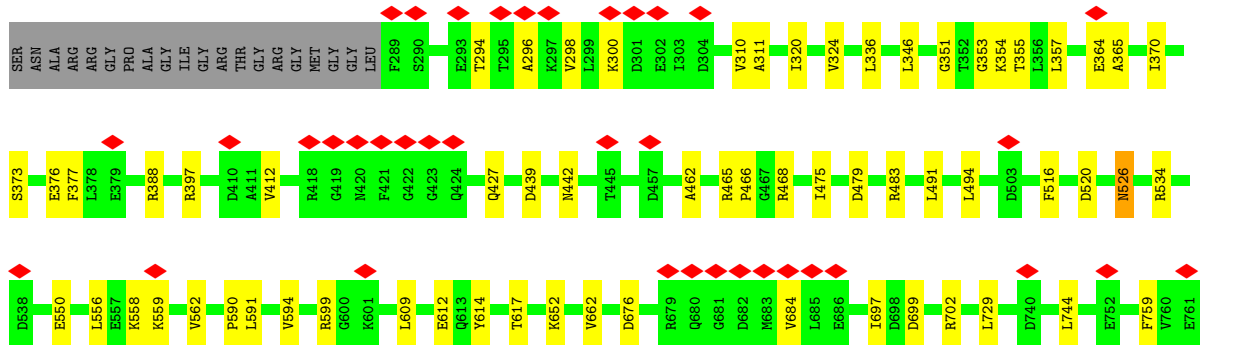 SER ASN ALA ARG ARG GLY PRO ALA GLY ILE GLY ARG THR GLY ARG GLY MET GLY GLY LEU F289 S290 E293 T294 T295 A296 K297 V298 L299 K300 D301 E302 I303 D304 V310 A311 I320 V324 L336 L346 G351 T352 G353 K354 T355 L356 L357 E364 A365 I370
S373 E376 F377 L378 E379 R388 R397 D410 A411 V412 R418 G419 N420 F421 G422 G423 Q424 Q427 D439 N442 T445 D457 A462 R465 P466 G467 R468 I475 D479 R483 L491 L494 D503 F516 D520 N526 R534
D538 E550 L556 E557 K558 K559 V562 P590 L591 V594 R599 G600 K601 L609 E612 Q613 Y614 T617 K652 V662 D676 R679 Q680 G681 D682 M683 V684 L685 E686 I697 D698 D699 R702 L729 D740 L744 E752 F759 V760 E761